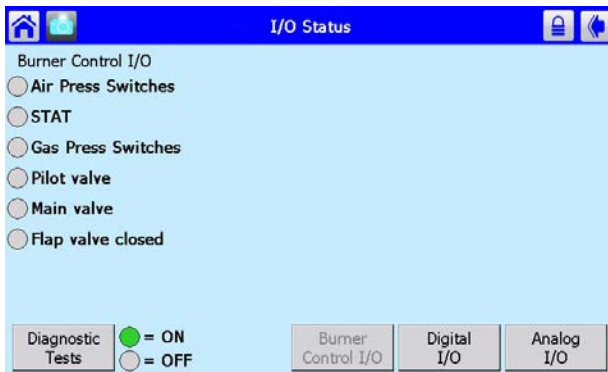 I/O Status
Burner Control I/O
Air Press Switches
STAT
Gas Press Switches
Pilot valve
Main valve
Flap valve closed
Diagnostic
Tests
= ON
= OFF
Burner
Control I/O
Digital
I/O
Analog
I/O